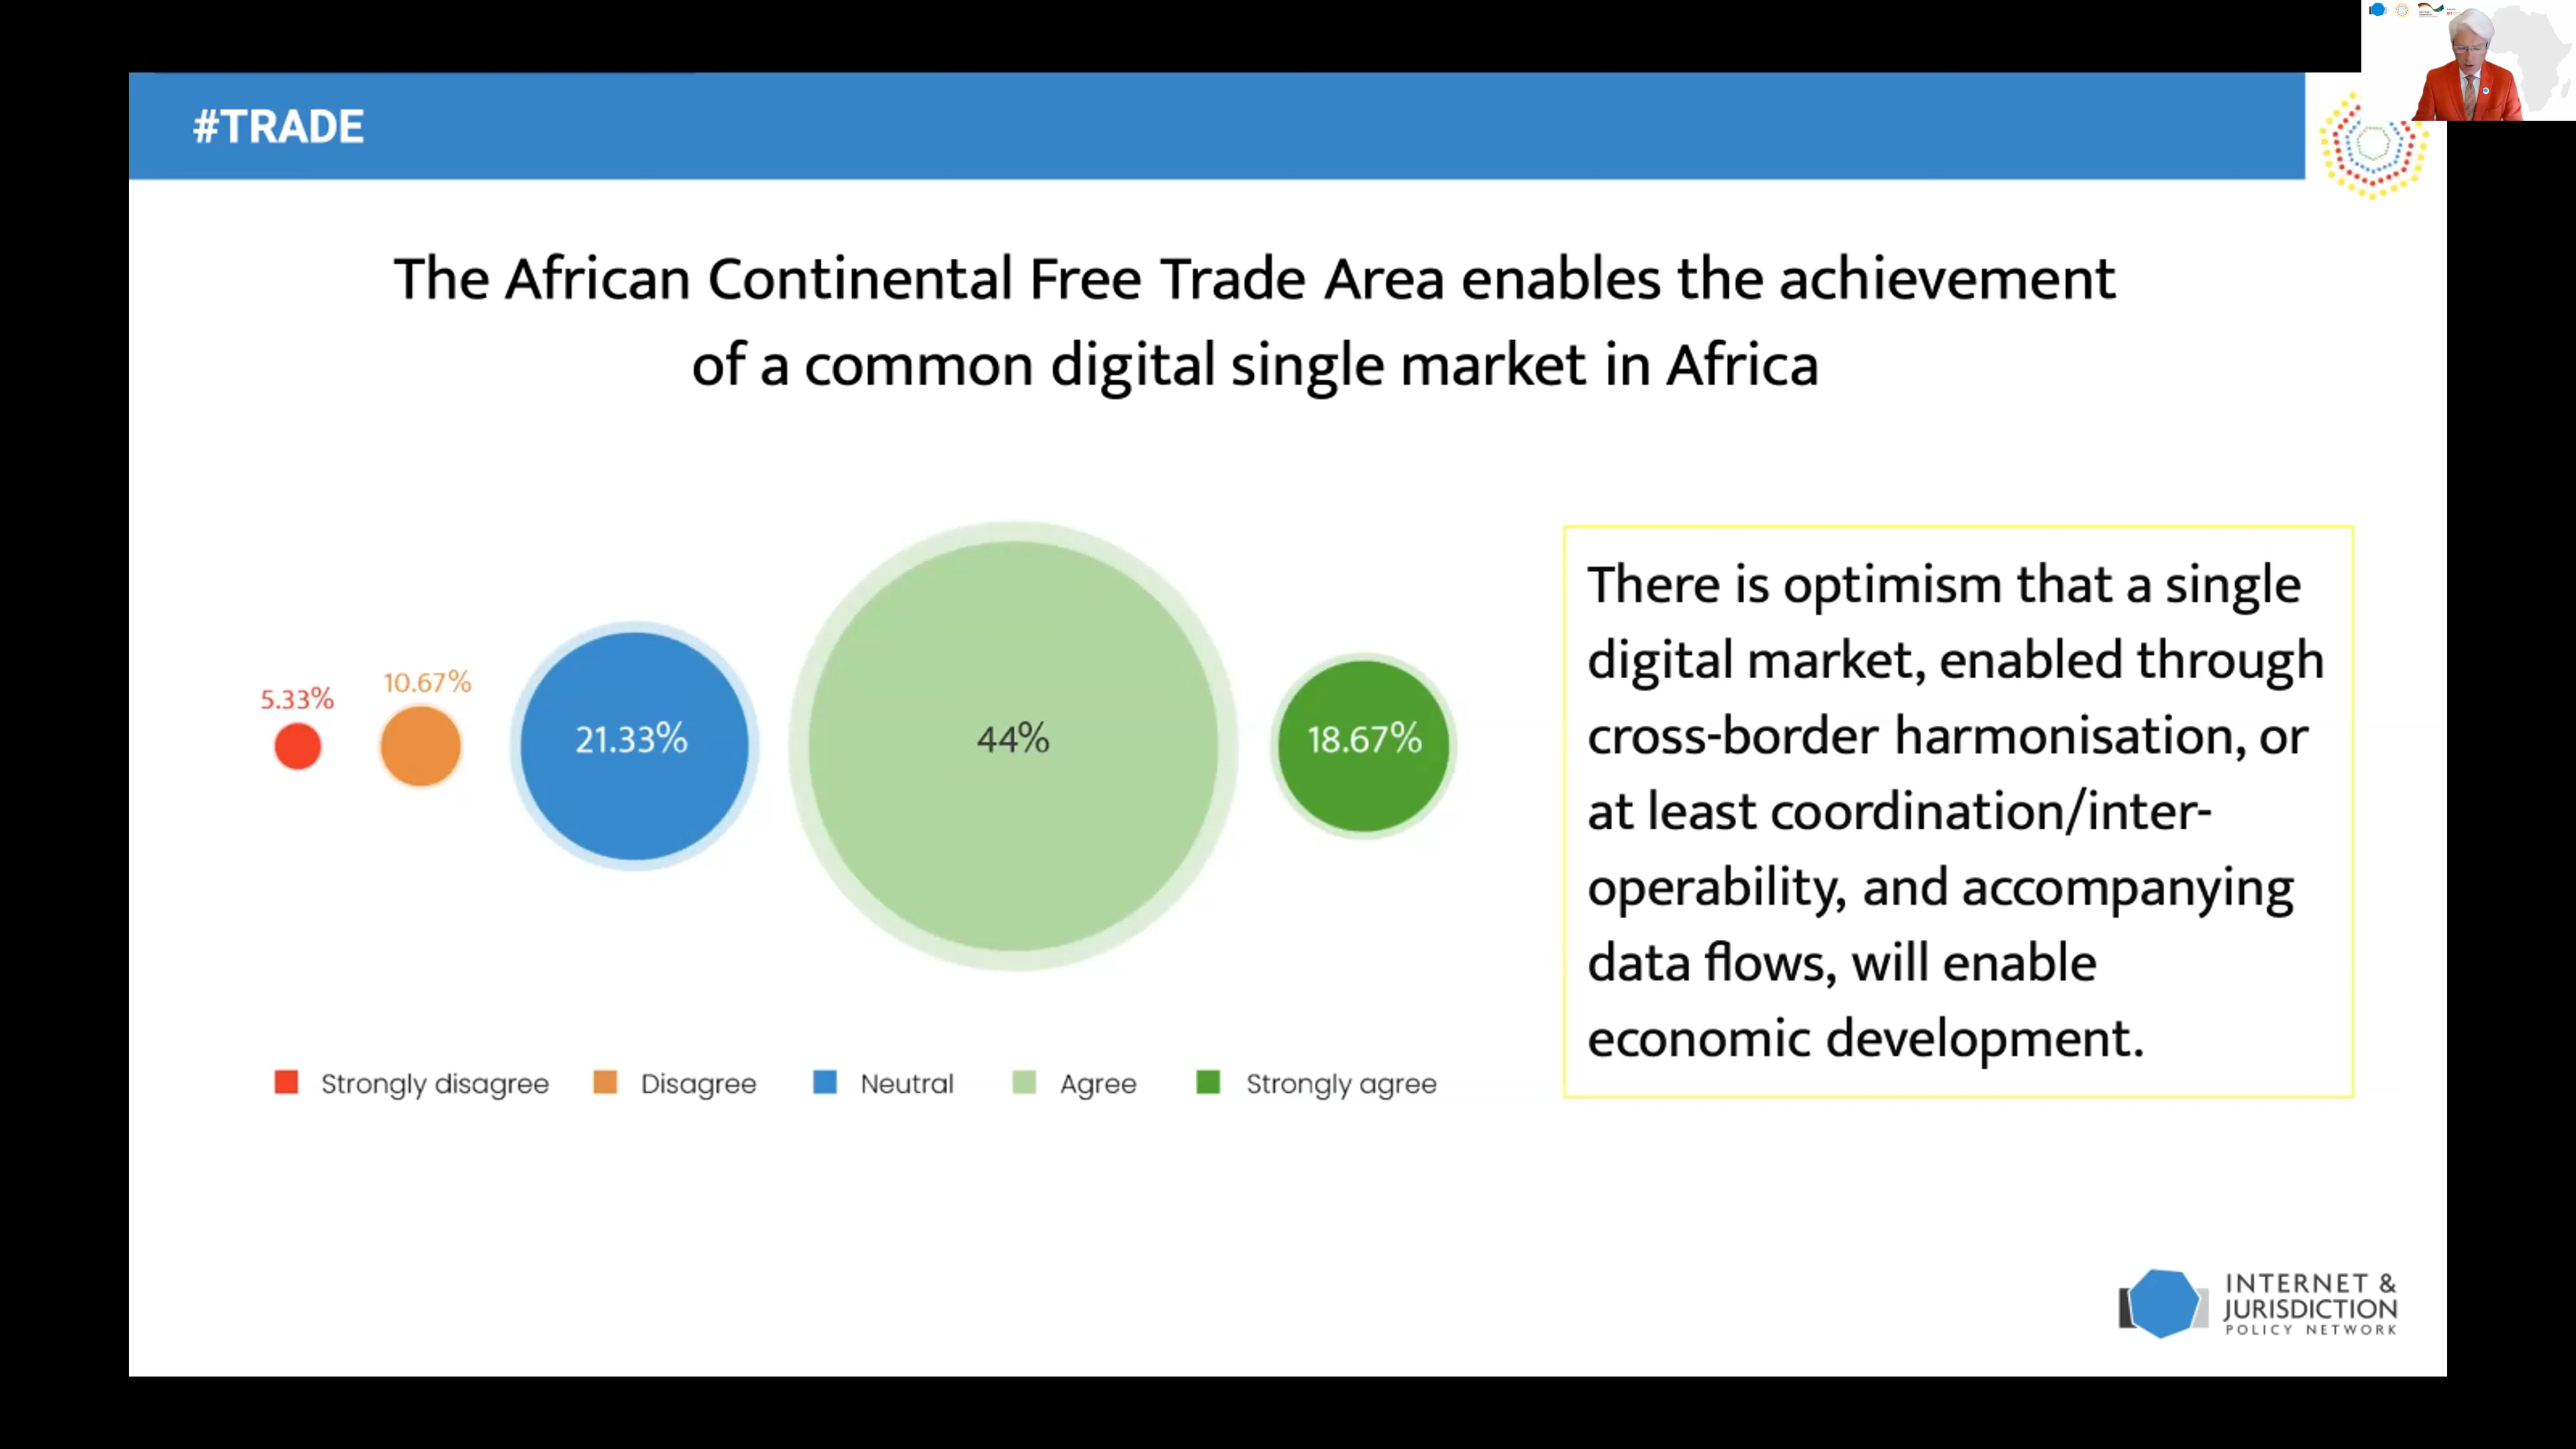 #TRADE
The African Continental Free Trade Area enables the achievement
of a common digital single market in Africa
5.33%
10.67%
21.33%
44%
18.67%
Strongly disagree
Disagree
Neutral
Agree
Strongly agree
There is optimism that a single
digital market, enabled through
cross-border harmonisation, or
at least coordination/inter-
operability, and accompanying
data flows, will enable
economic development.
INTERNET &
JURISDICTION
POLICY NETWORK